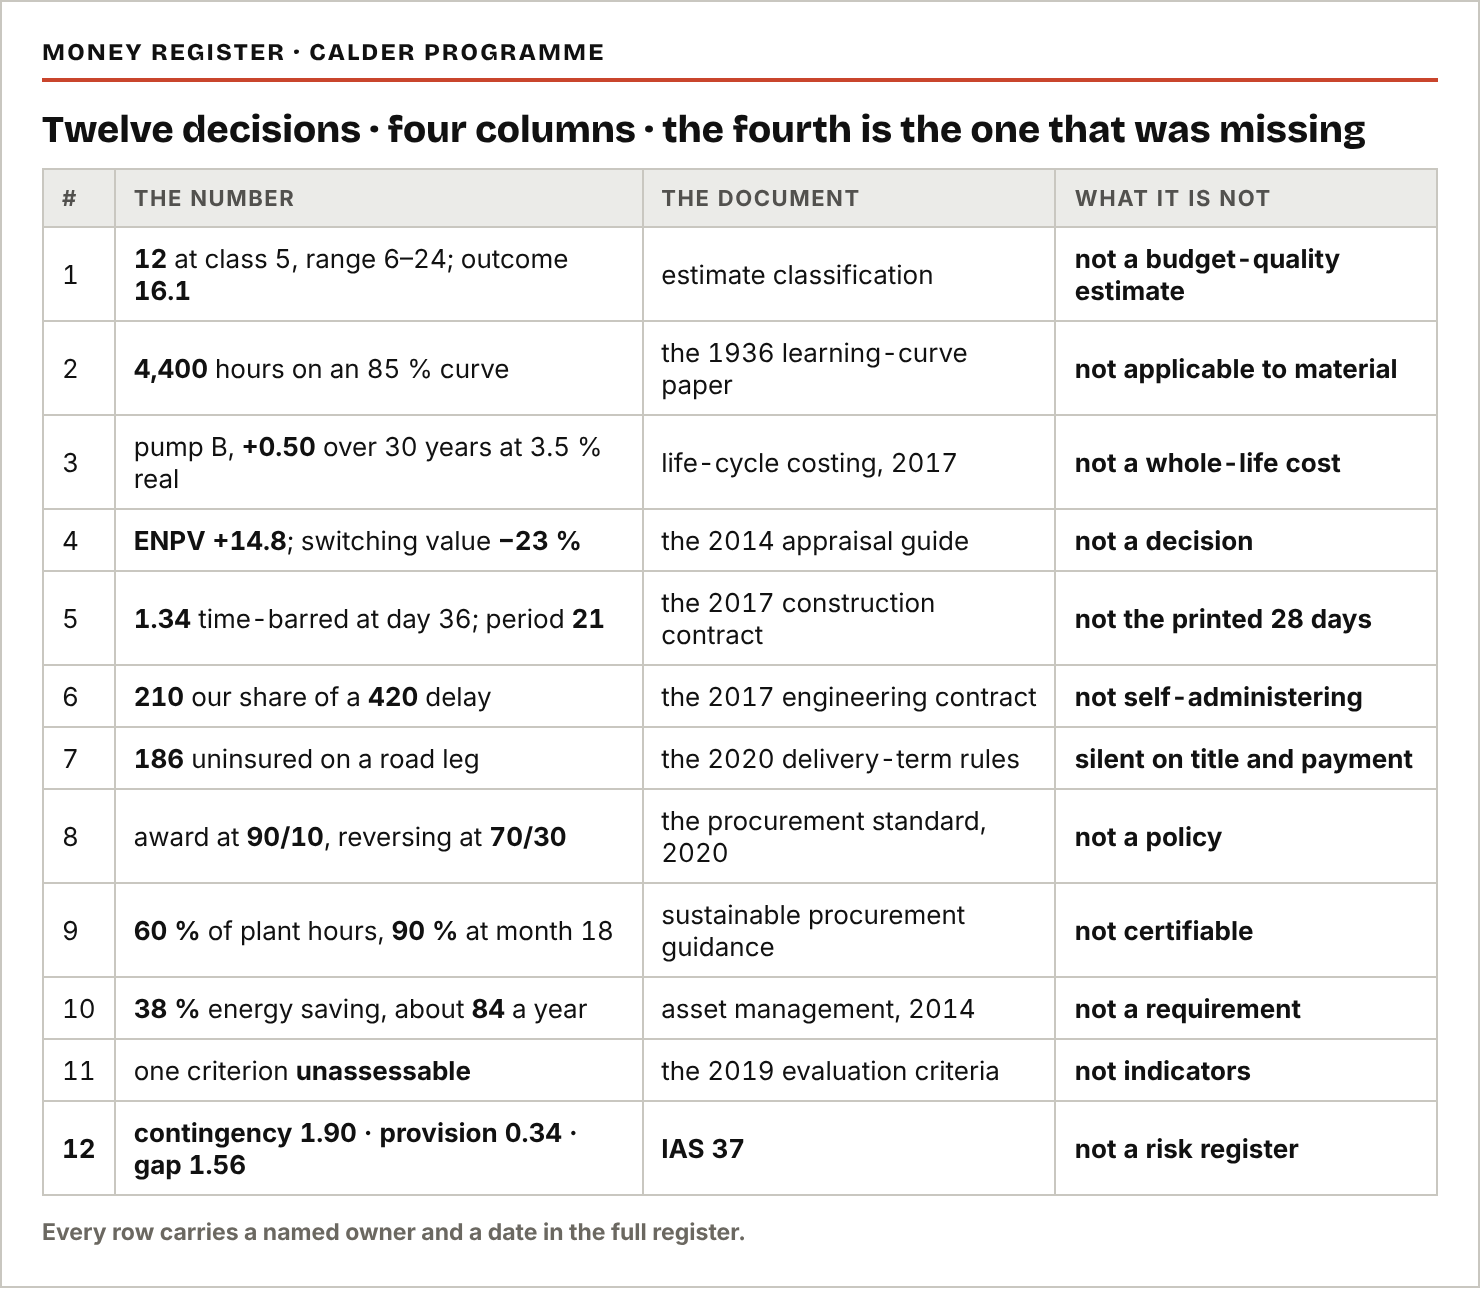 MONEY REGISTER · CALDER PROGRAMME
Twelve decisions · four columns · the fourth is the one that was missing
# THE NUMBER THE DOCUMENT WHAT IT IS NOT
1 12 at class 5, range 6–24; outcome 16.1 estimate classification not a budget-quality estimate
2 4,400 hours on an 85 % curve the 1936 learning-curve paper not applicable to material
3 pump B, +0.50 over 30 years at 3.5 % real life-cycle costing, 2017 not a whole-life cost
4 ENPV +14.8; switching value −23 % the 2014 appraisal guide not a decision
5 1.34 time-barred at day 36; period 21 the 2017 construction contract not the printed 28 days
6 210 our share of a 420 delay the 2017 engineering contract not self-administering
7 186 uninsured on a road leg the 2020 delivery-term rules silent on title and payment
8 award at 90/10, reversing at 70/30 the procurement standard, 2020 not a policy
9 60 % of plant hours, 90 % at month 18 sustainable procurement guidance not certifiable
10 38 % energy saving, about 84 a year asset management, 2014 not a requirement
11 one criterion unassessable the 2019 evaluation criteria not indicators
12 contingency 1.90 · provision 0.34 · gap 1.56 IAS 37 not a risk register
Every row carries a named owner and a date in the full register.